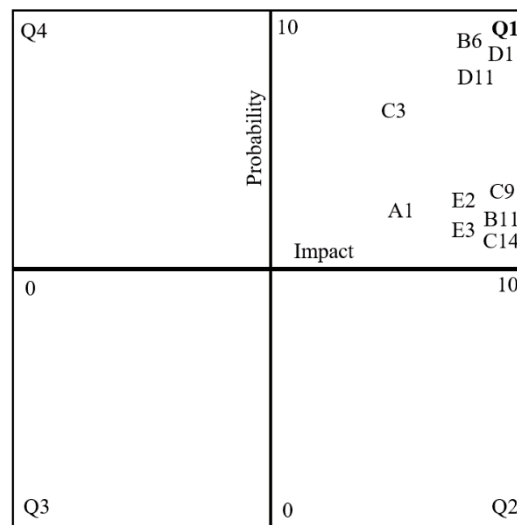 Q4
10
Q1
B6
D1
D11
Probability
C3
C9
E2
A1
B11
E3
C14
Impact
0
10
Q3
0
Q2